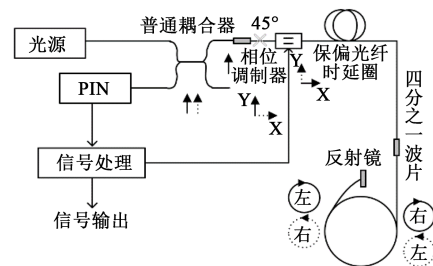 普通耦合器
光源
45°
三
相位
调制器
Y
X
Y
X
保偏光纤
时延圈
PIN
四分之一波片
信号处理
反射镜
左
右
右
左
信号输出